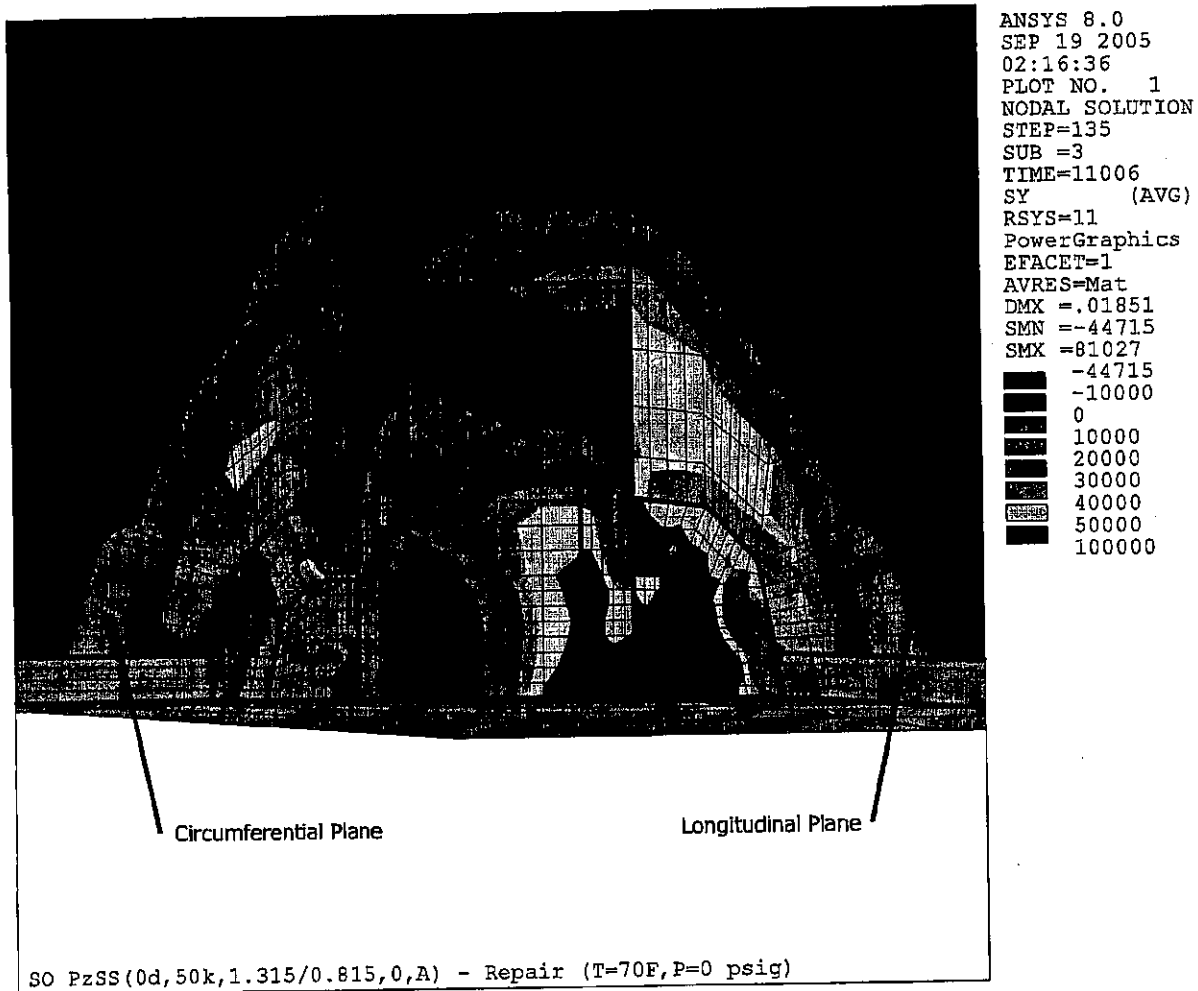 ANSYS 8.0
SEP 19 2005
02:16:36
PLOT NO. 1
NODAL SOLUTION
STEP=135
SUB =3
TIME=11006
SY (AVG)
RSYS=11
PowerGraphics
EFACET=1
AVRES=Mat
DMX =.01851
SMN =-44715
SMX =81027
-44715
-10000
0
10000
20000
30000
40000
50000
100000
Circumferential Plane
Longitudinal Plane
SO PzSS(0d,50k,1.315/0.815,0,A) - Repair (T=70F,P=0 psig)